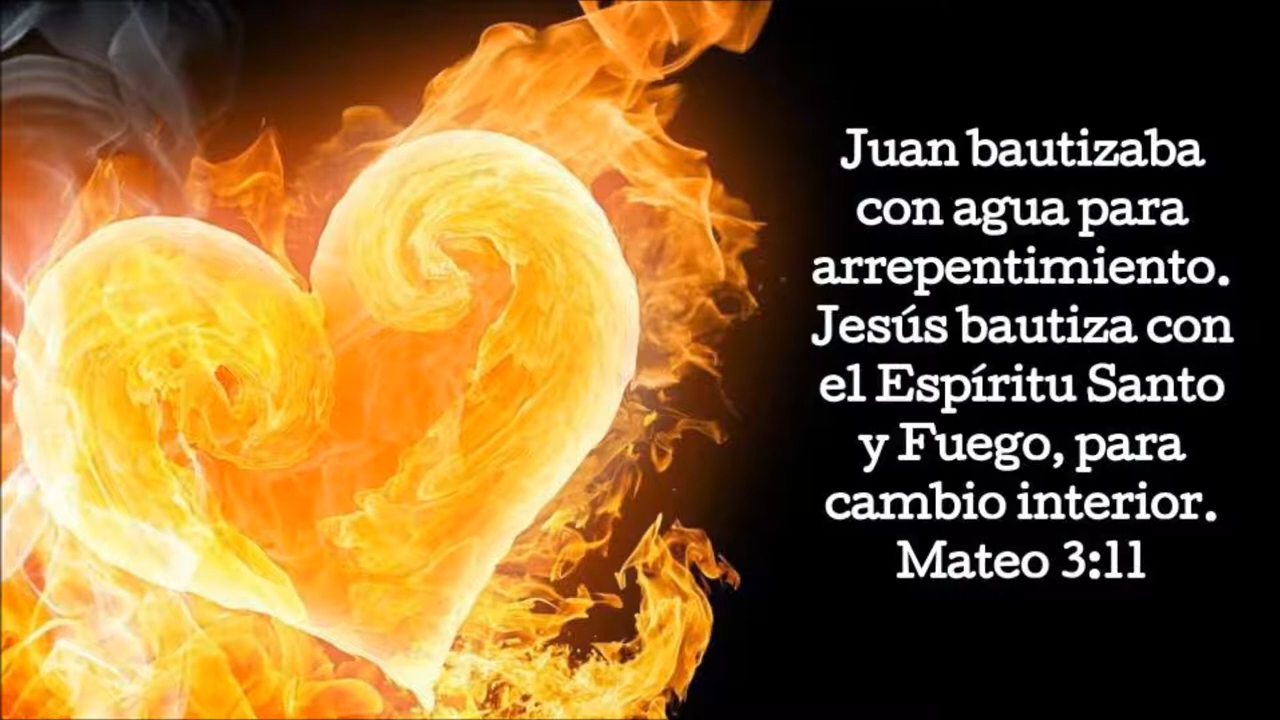 Juan bautizaba
con agua para
arrepentimiento.
Jesús bautiza con
el Espíritu Santo
y Fuego, para
cambio interior.
Mateo 3:11